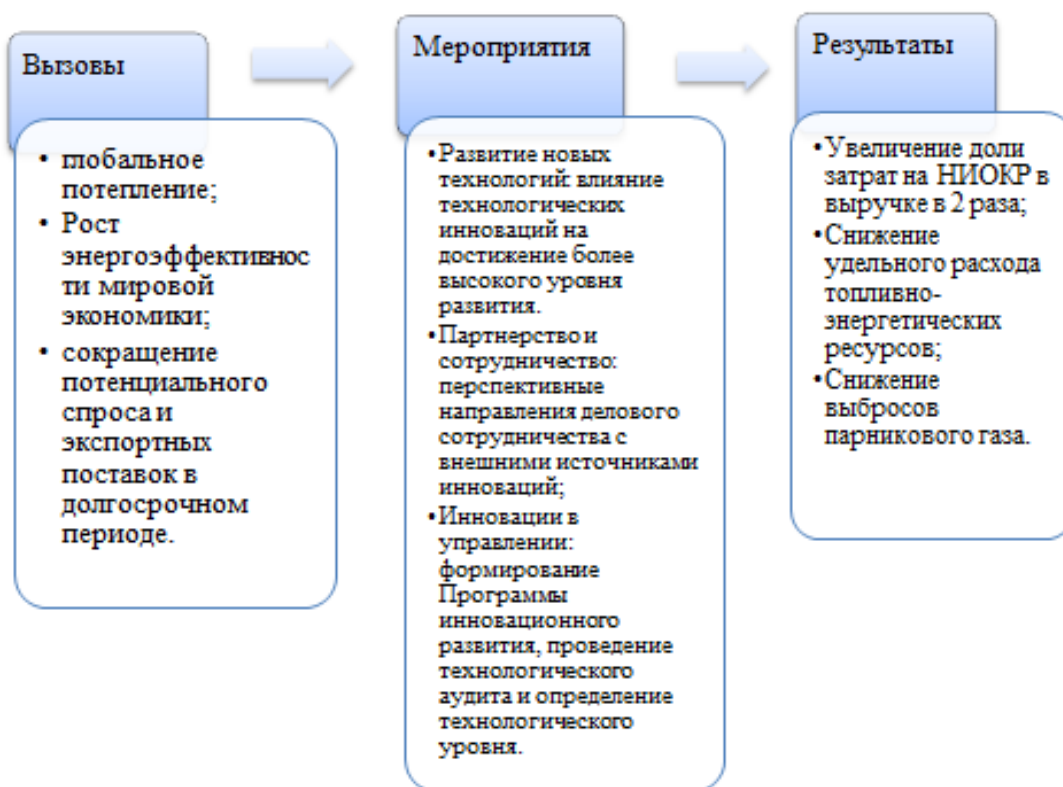 Вызовы
• глобальное
потепление;
• Рост
энергоэффективнос
ти мировой
экономики;
• сокращение
потенциального
спроса и
экспортных
поставок в
долгосрочном
периоде.
Мероприятия
•Развитие новых
технологий: влияние
технологических
инноваций на
достижение более
высокого уровня
развития.
•Партнерство и
сотрудничество:
перспективные
направления делового
сотрудничества с
внешними источниками
инноваций;
•Инновации в
управлении:
формирование
Программы
инновационного
развития, проведение
технологического
аудита и определение
технологического
уровня.
Результаты
•Увеличение доли
затрат на НИОКР в
выручке в 2 раза;
•Снижение
удельного расхода
топливно-
энергетических
ресурсов;
•Снижение
выбросов
парникового газа.